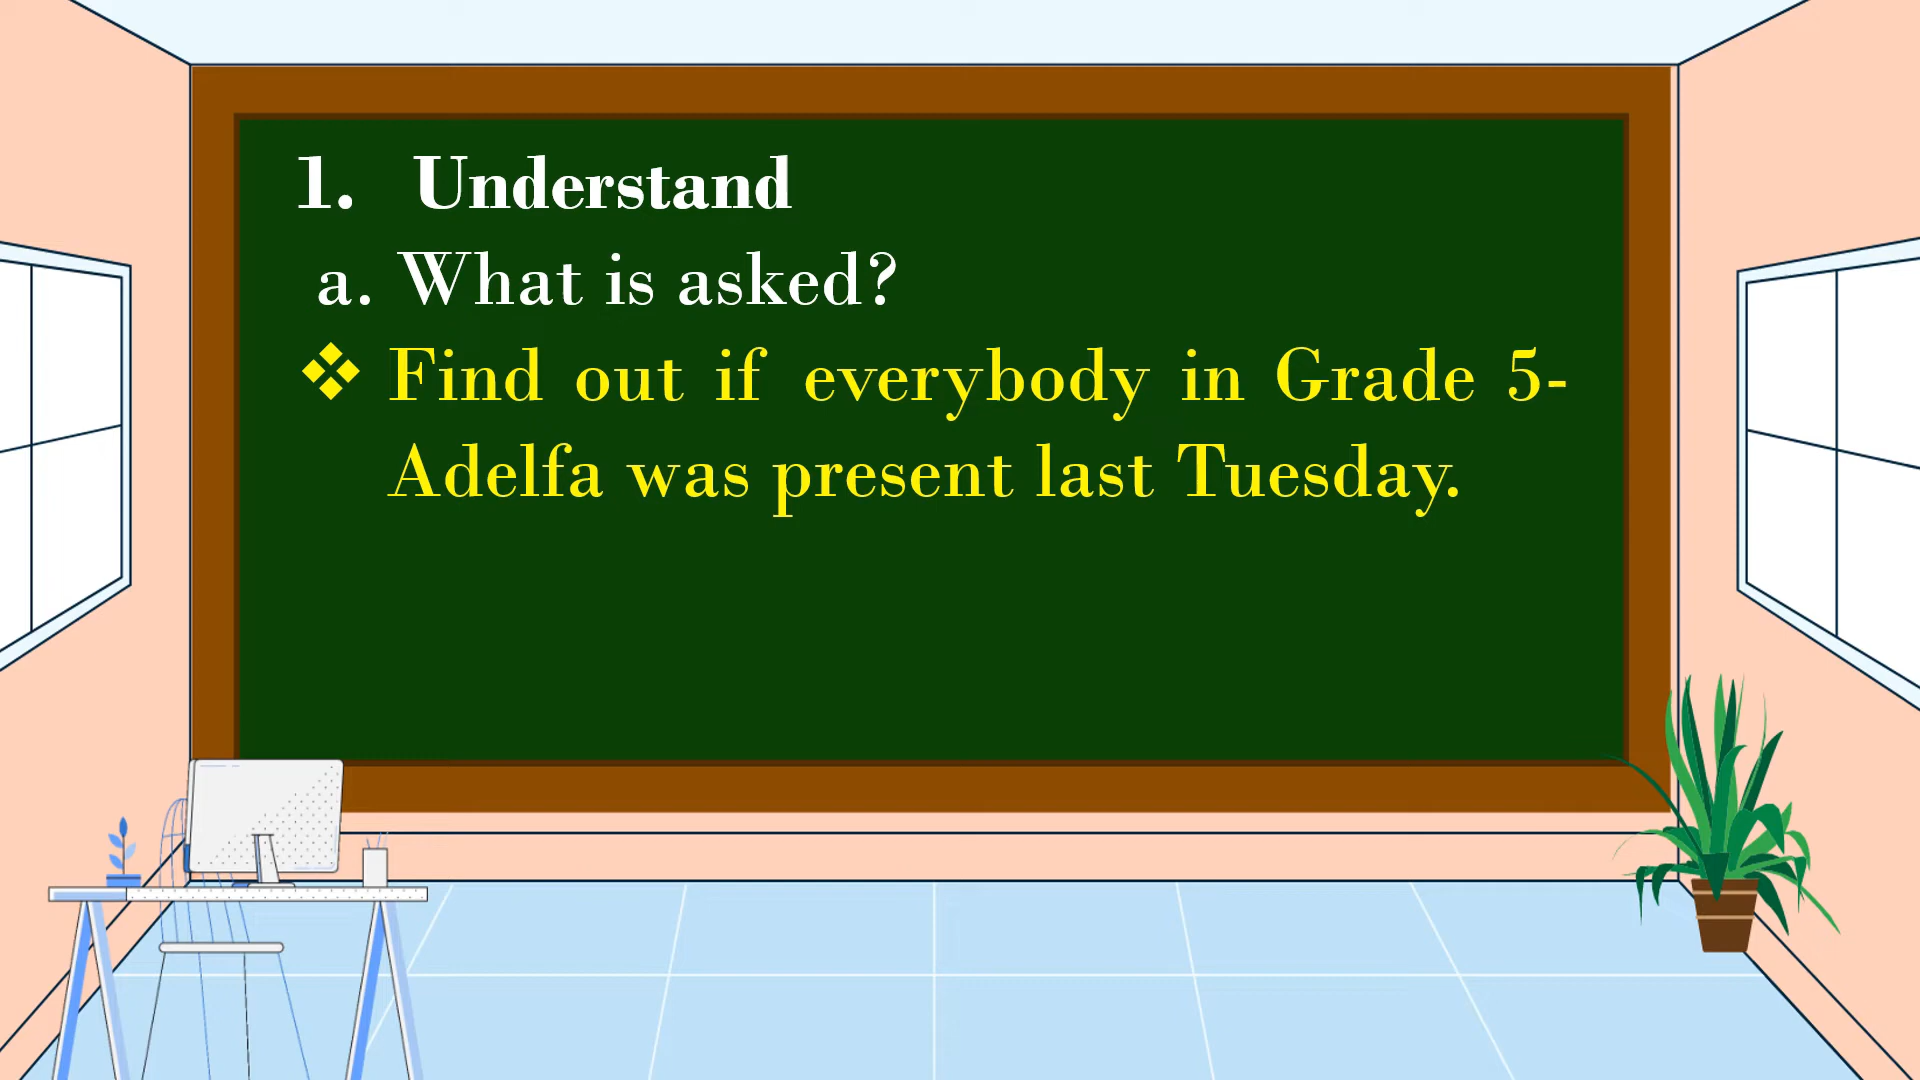 1. Understand
a. What is asked?
❖ Find out if everybody in Grade 5-
Adelfa was present last Tuesday.